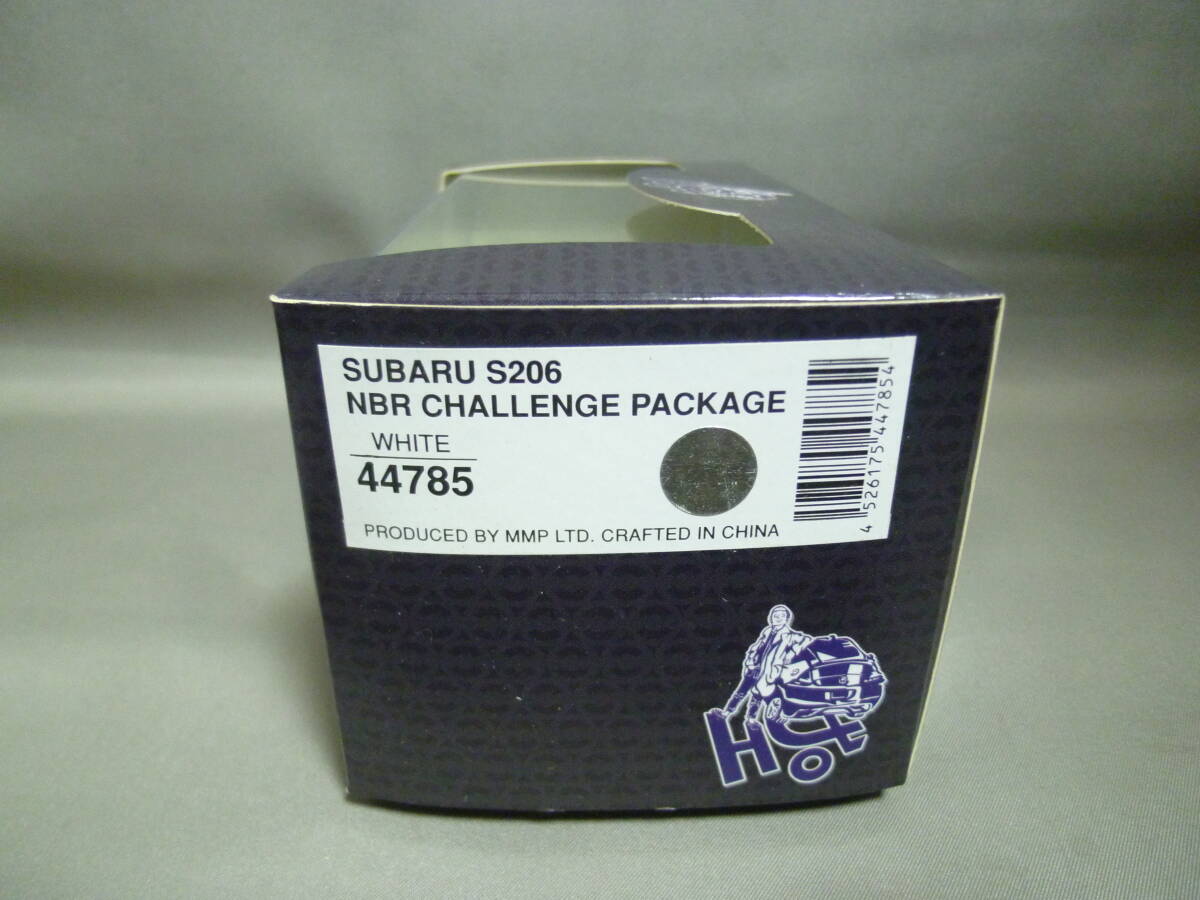 SUBARU S206
NBR CHALLENGE PACKAGE
WHITE
44785
PRODUCED BY MMP LTD. CRAFTED IN CHINA
4 526175 447854